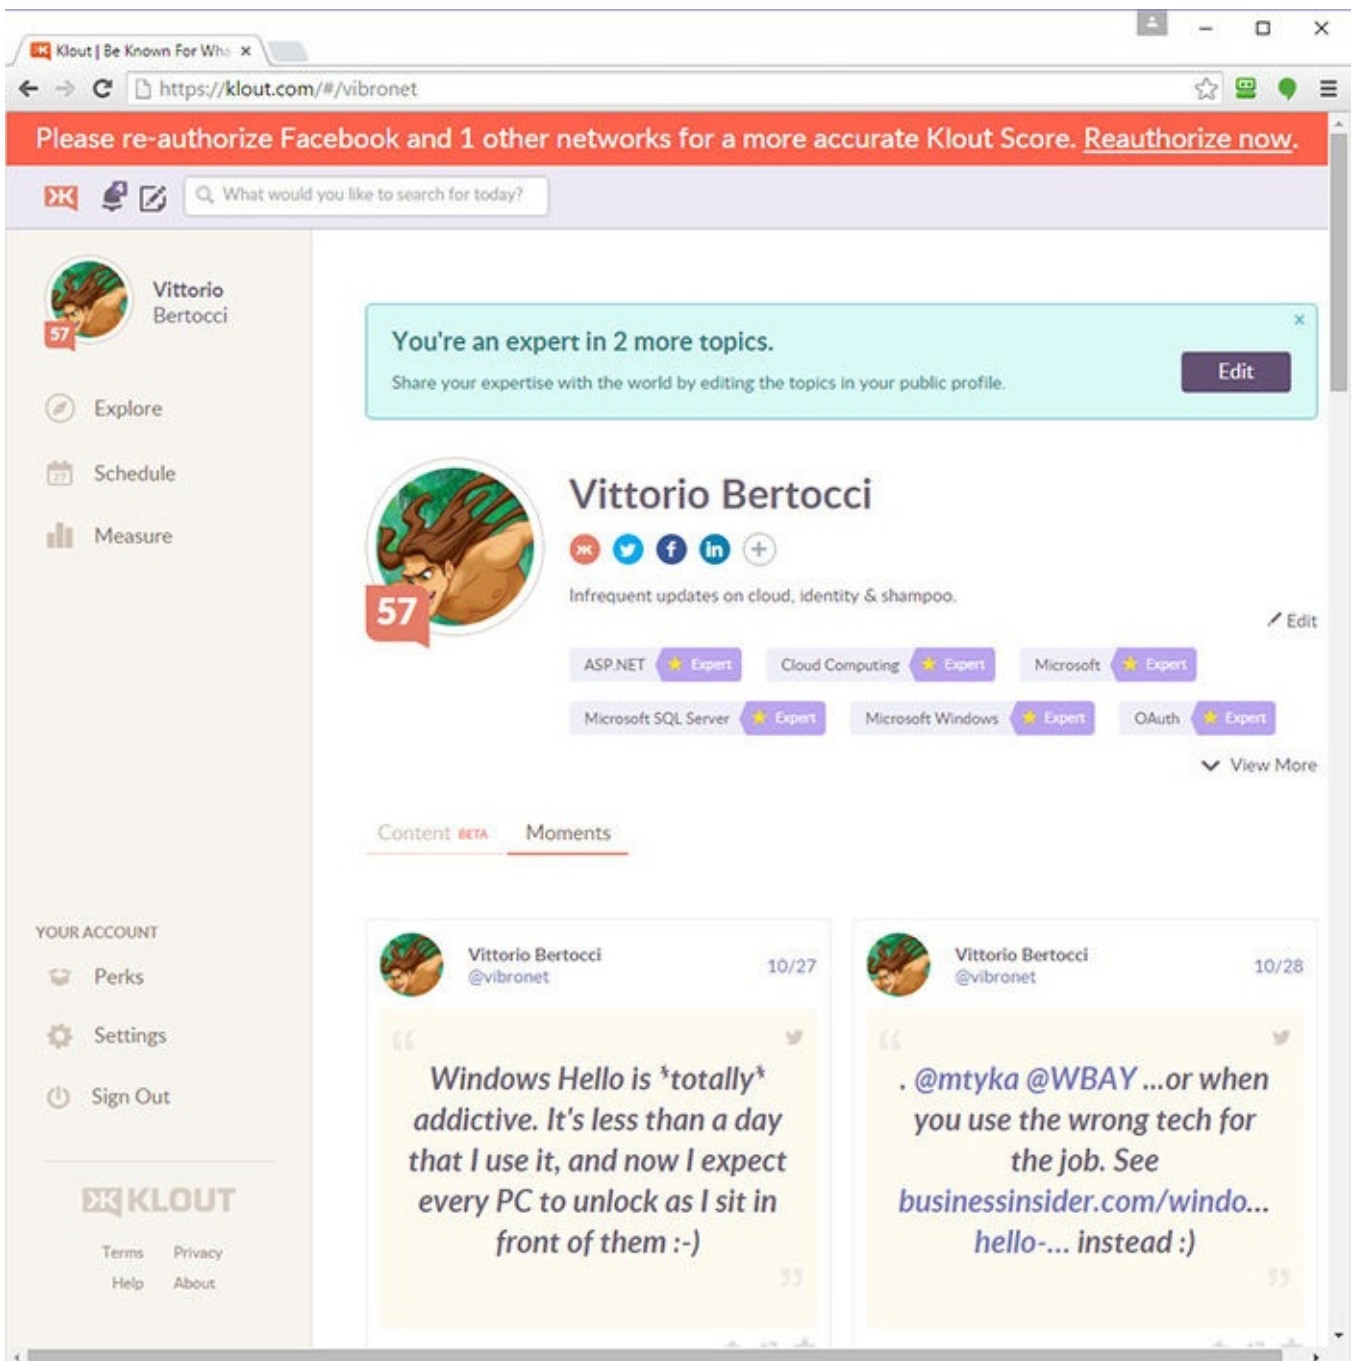 Klout | Be Known For Wha
https://klout.com/#/vibronet
Please re-authorize Facebook and 1 other networks for a more accurate Klout Score. Reauthorize now.
4
What would you like to search for today?
Vittorio
Bertocci
57
Explore
27
Schedule
Measure
YOUR ACCOUNT
Perks
Settings
Sign Out
KLOUT
Terms Privacy
Help About
You're an expert in 2 more topics.
Share your expertise with the world by editing the topics in your public profile.
Edit
57
Vittorio Bertocci
Infrequent updates on cloud, identity & shampoo.
Edit
ASP.NET Expert Cloud Computing Expert Microsoft Expert
Microsoft SQL Server Expert Microsoft Windows Expert OAuth Expert
View More
Content BETA Moments
Vittorio Bertocci
@vibronet
10/27
“
Windows Hello is *totally*
addictive. It's less than a day
that I use it, and now I expect
every PC to unlock as I sit in
front of them :-)
”
Vittorio Bertocci
@vibronet
10/28
“
. @mtyka @WBAY ...or when
you use the wrong tech for
the job. See
businessinsider.com/windo...
hello-... instead :)
”